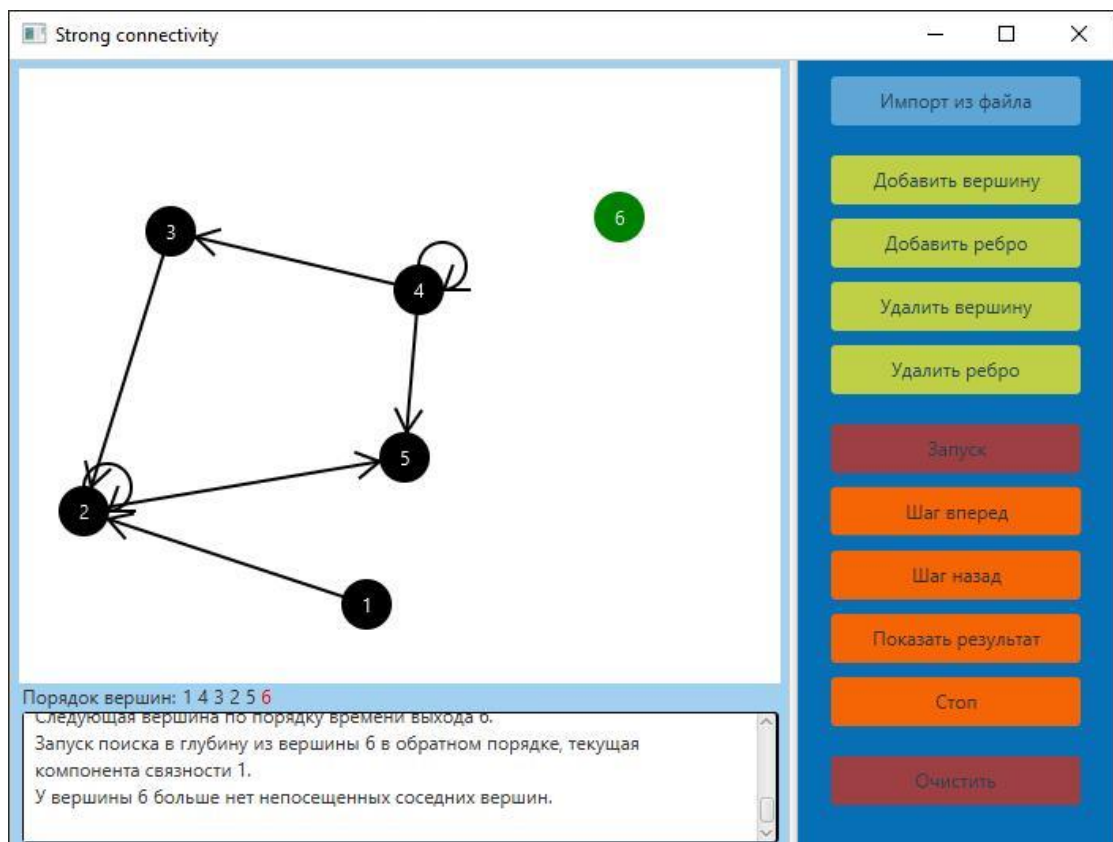 Strong connectivity
3
6
4
5
2
1
Порядок вершин: 1 4 3 2 5 6
Следующая вершина по порядку времени выхода 6.
Запуск поиска в глубину из вершины 6 в обратном порядке, текущая
компонента связности 1.
У вершины 6 больше нет непосещенных соседних вершин.
Импорт из файла
Добавить вершину
Добавить ребро
Удалить вершину
Удалить ребро
Запуск
Шаг вперед
Шаг назад
Показать результат
Стоп
Очистить